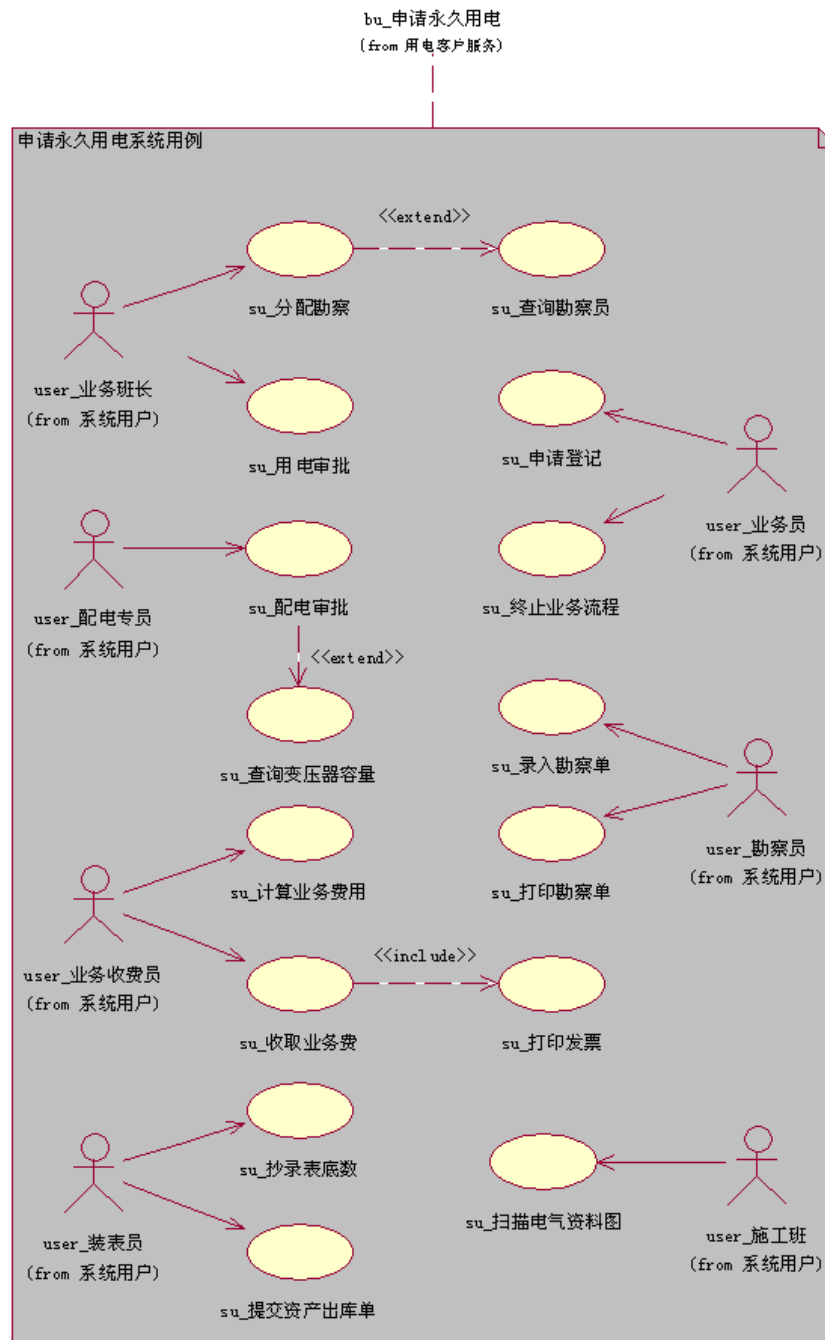 bu_申请永久用电
(from 用电客户服务)
申请永久用电系统用例
<<extend>>
su_分配勘察
su_查询勘察员
user_业务班长
(from 系统用户)
su_用电审批
su_申请登记
user_业务员
(from 系统用户)
user_配电专员
(from 系统用户)
su_配电审批
su_终止业务流程
<<extend>>
su_查询变压器容量
su_录入勘察单
user_勘察员
(from 系统用户)
su_计算业务费用
su_打印勘察单
user_业务收费员
(from 系统用户)
<<include>>
su_收取业务费
su_打印发票
su_抄录表底数
su_扫描电气资料图
user_装表员
(from 系统用户)
user_施工班
(from 系统用户)
su_提交资产出库单